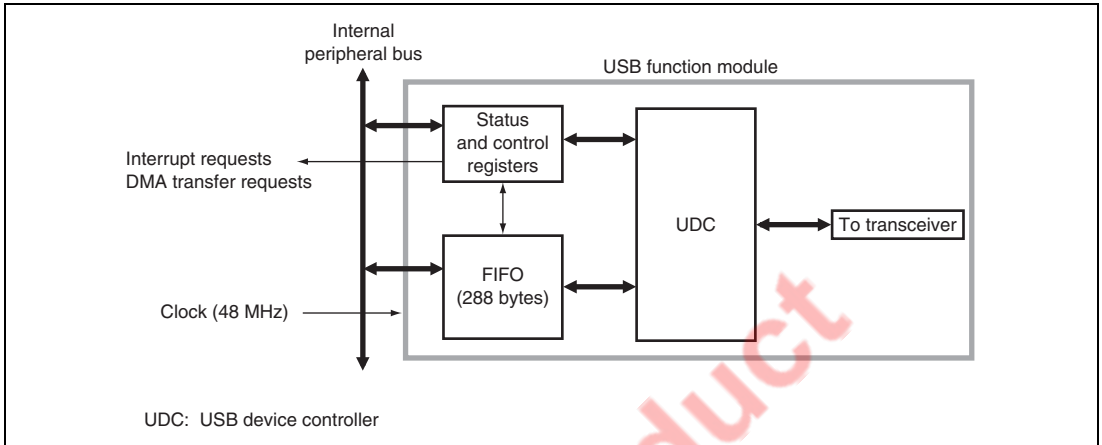 Internal
peripheral bus
USB function module
Status
and control
registers
Interrupt requests
DMA transfer requests
UDC
To transceiver
FIFO
(288 bytes)
Clock (48 MHz)
UDC: USB device controller
duct